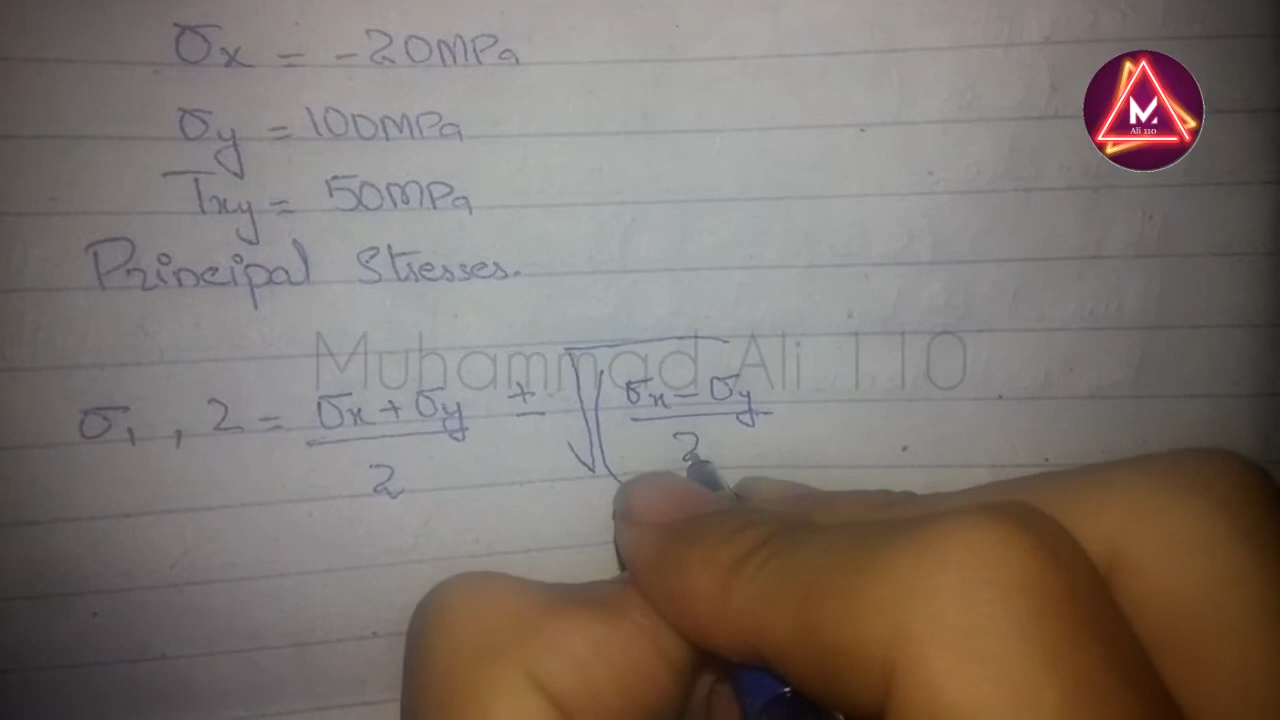 σx = -20MPa
σy = 100MPa
Txy = 50MPa
Principal Stresses.
Muhammad Ali 110
σ1, 2 = σx + σy / 2 ± √( σx - σy / 2
M
Ali 110